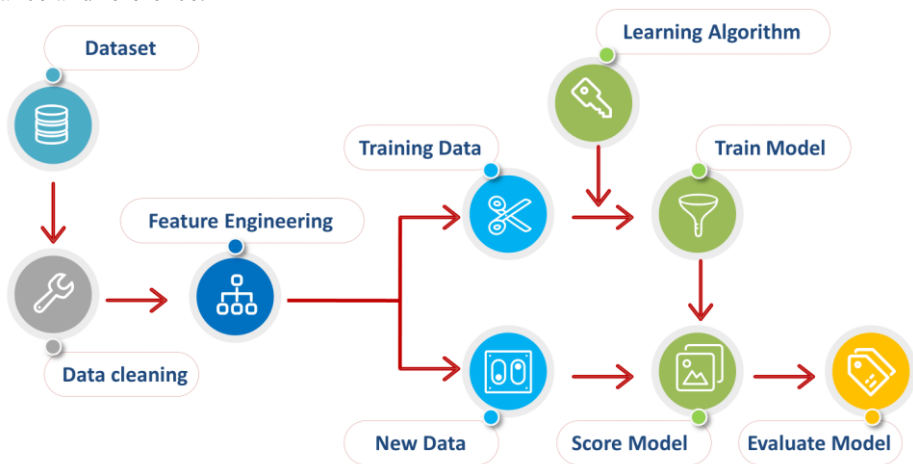 Dataset
Learning Algorithm
Training Data
Train Model
Feature Engineering
Data cleaning
New Data
Score Model
Evaluate Model